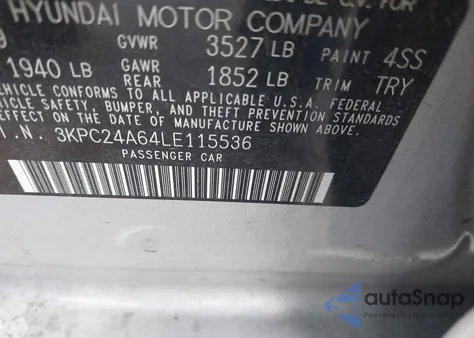 HYUNDAI MOTOR COMPANY
9 GVWR 3527 LB PAINT 4SS
1940 LB GAWR REAR 1852 LB TRIM TRY
VEHICLE CONFORMS TO ALL APPLICABLE U.S.A. FEDERAL
VEHICLE SAFETY, BUMPER, AND THEFT PREVENTION STANDARDS
EFFECT ON THE DATE OF MANUFACTURE SHOWN ABOVE.
I. N. 3KPC24A64LE115536
PASSENGER CAR
autoSnap